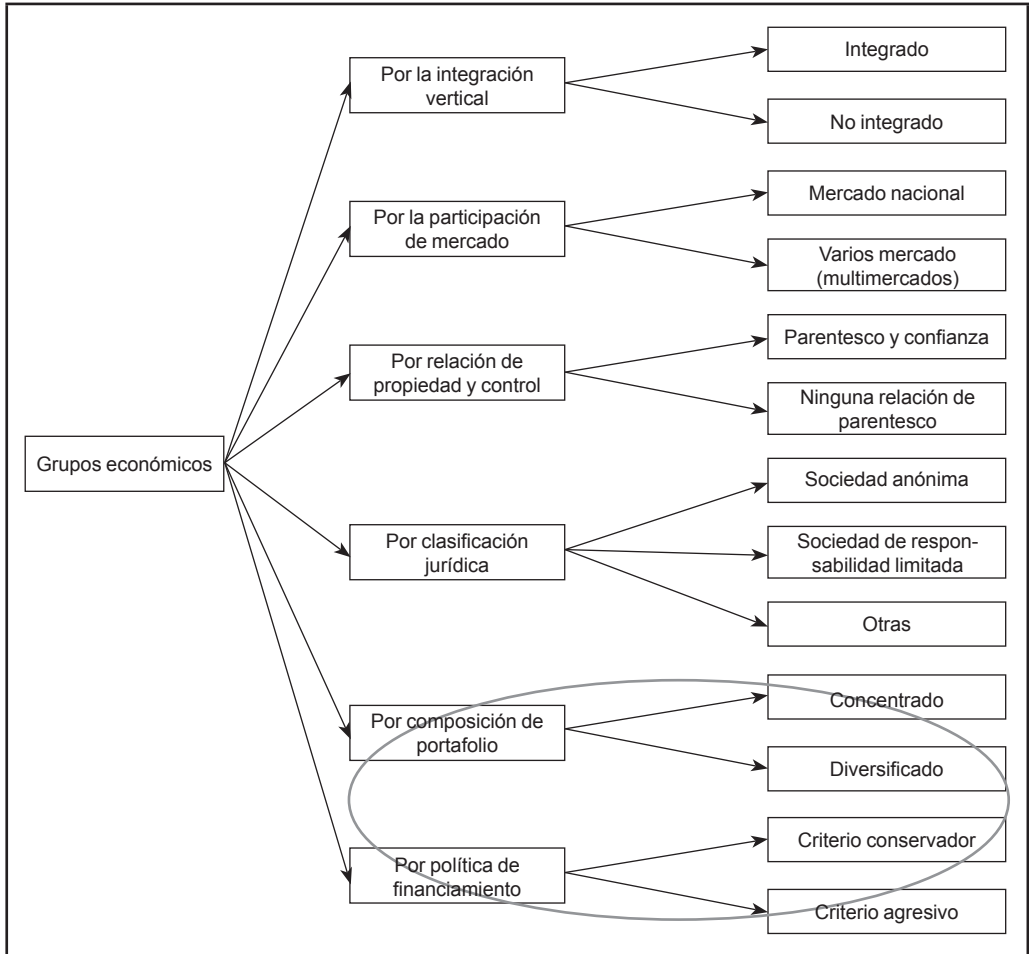 Grupos económicos
Por la integración
vertical
Integrado
No integrado
Por la participación
de mercado
Mercado nacional
Varios mercado
(multimercados)
Por relación de
propiedad y control
Parentesco y confianza
Ninguna relación de
parentesco
Por clasificación
jurídica
Sociedad anónima
Sociedad de respon-
sabilidad limitada
Otras
Por composición de
portafolio
Concentrado
Diversificado
Por política de
financiamiento
Criterio conservador
Criterio agresivo